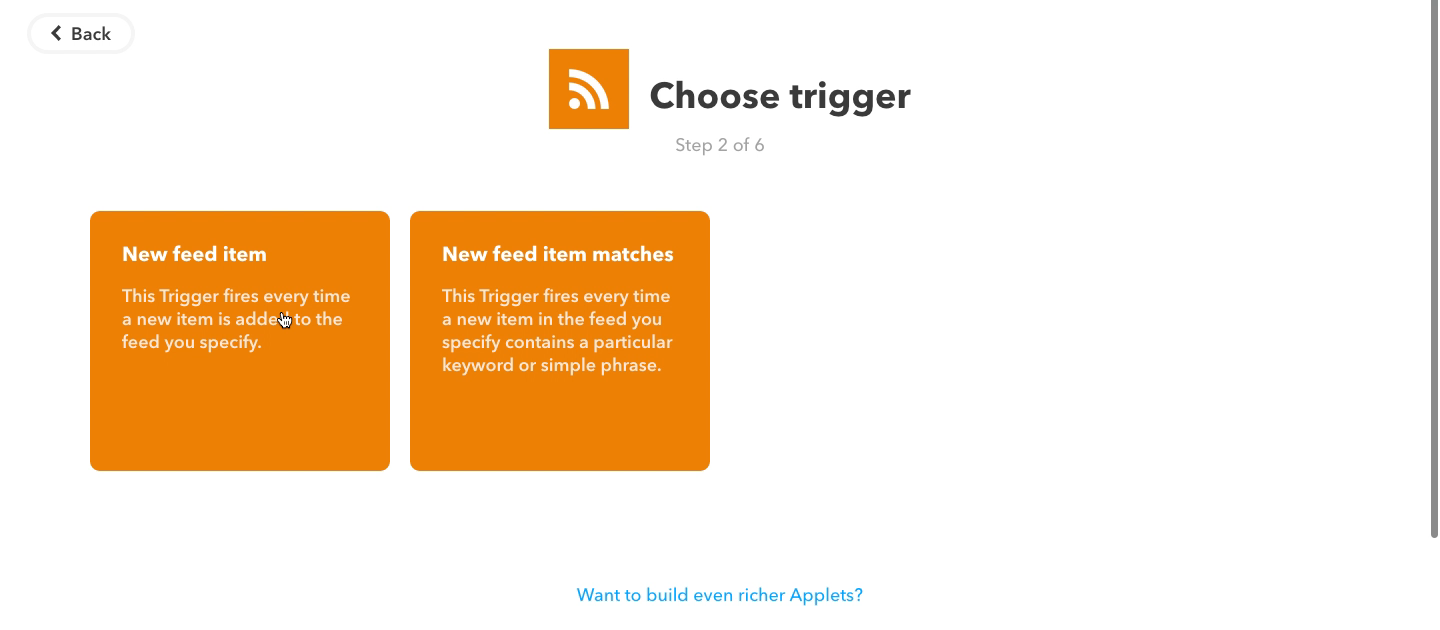 Back
Choose trigger
Step 2 of 6
New feed item
This Trigger fires every time
a new item is added to the
feed you specify.
New feed item matches
This Trigger fires every time
a new item in the feed you
specify contains a particular
keyword or simple phrase.
Want to build even richer Applets?